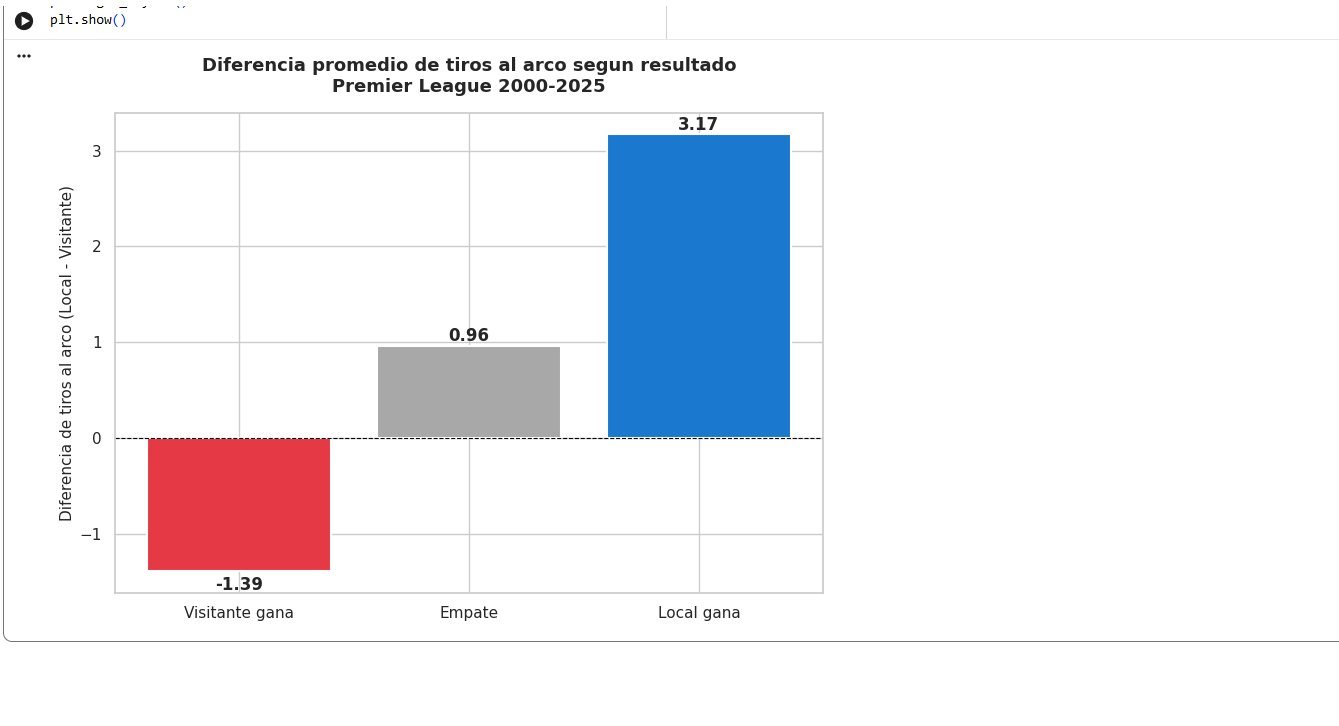 plt.show()
Diferencia promedio de tiros al arco segun resultado
Premier League 2000-2025
Diferencia de tiros al arco (Local - Visitante)
3
2
1
0
−1
3.17
0.96
-1.39
Visitante gana
Empate
Local gana